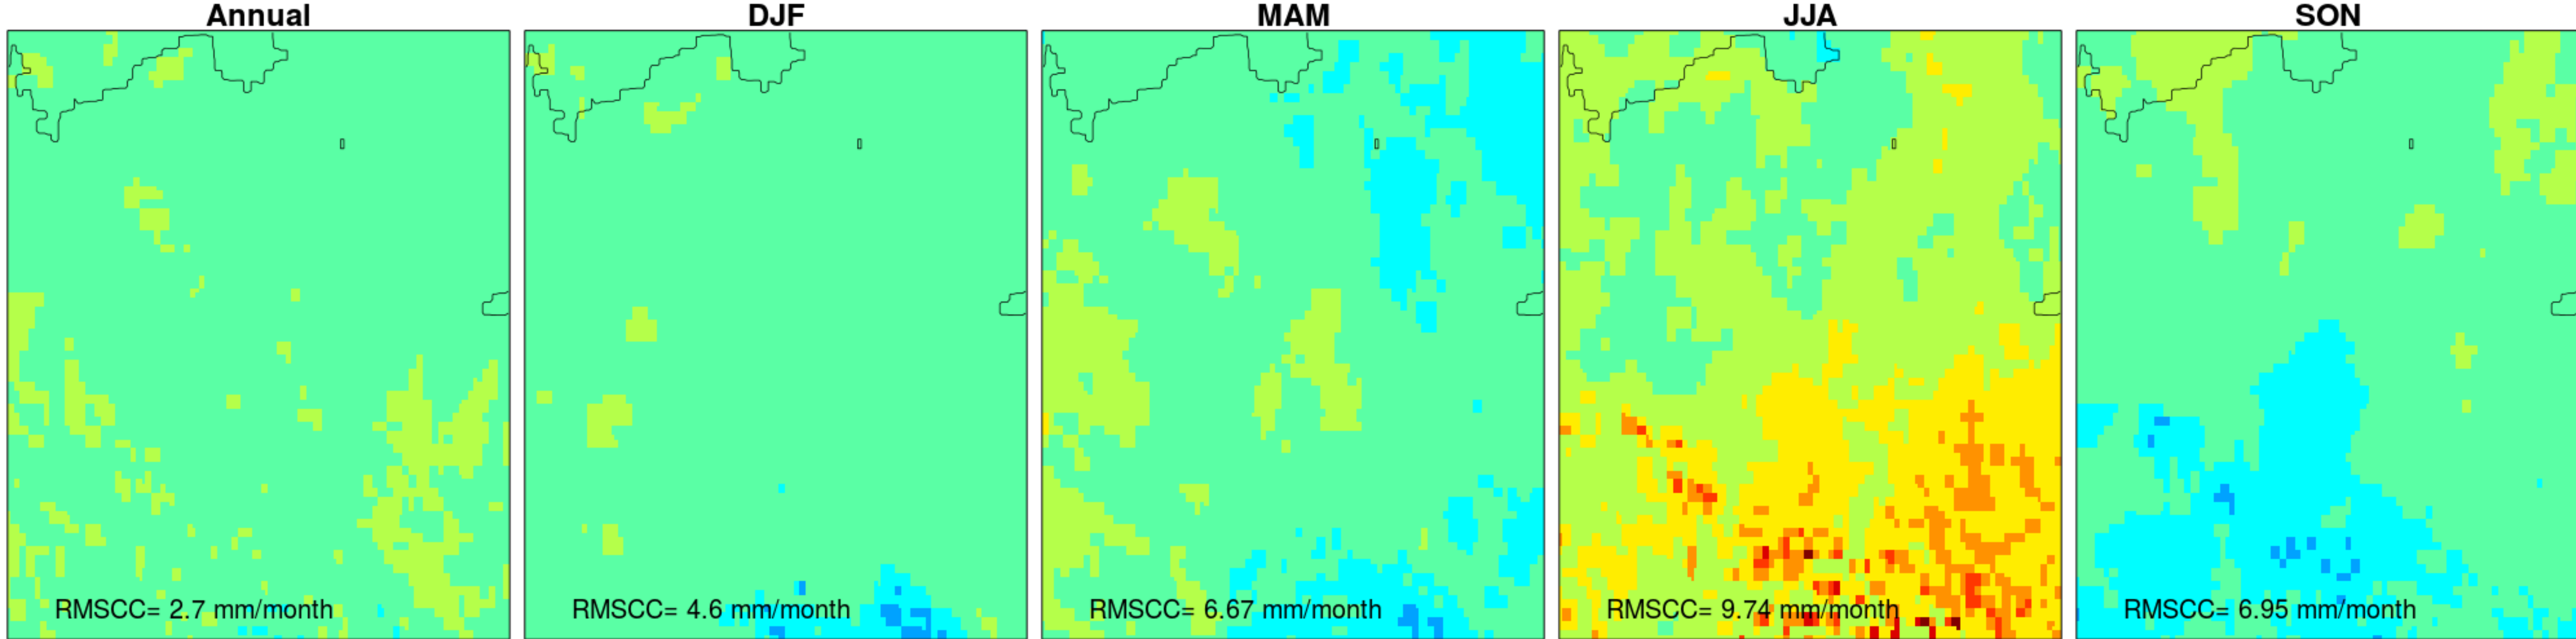 Annual
DJF
MAM
JJA
SON
RMSCC= 2.7 mm/month
RMSCC= 4.6 mm/month
RMSCC= 6.67 mm/month
RMSCC= 9.74 mm/month
RMSCC= 6.95 mm/month